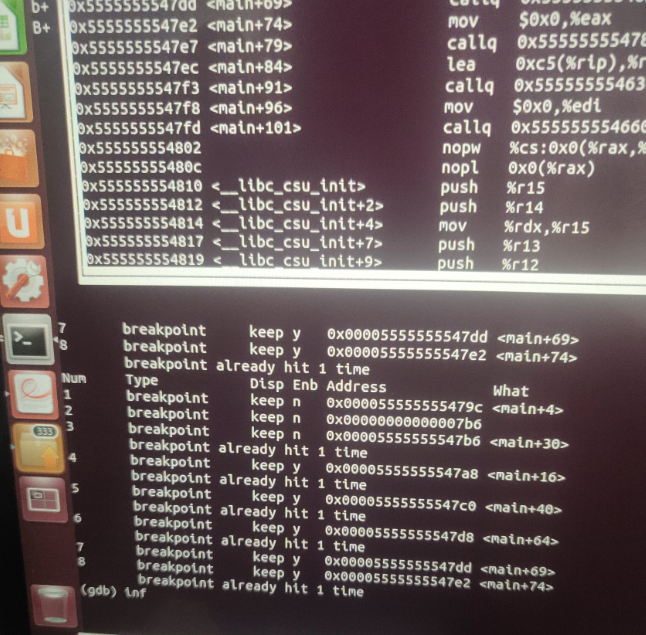 b+ 0x5555555547dd <main+69>
B+ 0x5555555547e2 <main+74> mov $0x0,%eax
0x5555555547e7 <main+79> callq 0x55555555478
0x5555555547ec <main+84> lea 0xc5(%rip),%r
0x5555555547f3 <main+91> callq 0x55555555463
0x5555555547f8 <main+96> mov $0x0,%edi
0x5555555547fd <main+101> callq 0x555555554660
0x555555554802 nopw %cs:0x0(%rax,%
0x55555555480c nopl 0x0(%rax)
0x555555554810 <__libc_csu_init> push %r15
0x555555554812 <__libc_csu_init+2> push %r14
0x555555554814 <__libc_csu_init+4> mov %rdx,%r15
0x555555554817 <__libc_csu_init+7> push %r13
0x555555554819 <__libc_csu_init+9> push %r12
7 breakpoint keep y 0x00005555555547dd <main+69>
8 breakpoint keep y 0x00005555555547e2 <main+74>
breakpoint already hit 1 time
Num Type Disp Enb Address What
1 breakpoint keep n 0x000055555555479c <main+4>
2 breakpoint keep n 0x00000000000007b6
3 breakpoint keep n 0x00005555555547b6 <main+30>
breakpoint already hit 1 time
4 breakpoint keep y 0x00005555555547a8 <main+16>
breakpoint already hit 1 time
5 breakpoint keep y 0x00005555555547c0 <main+40>
breakpoint already hit 1 time
6 breakpoint keep y 0x00005555555547d8 <main+64>
breakpoint already hit 1 time
7 breakpoint keep y 0x00005555555547dd <main+69>
8 breakpoint keep y 0x00005555555547e2 <main+74>
breakpoint already hit 1 time
(gdb) inf
333